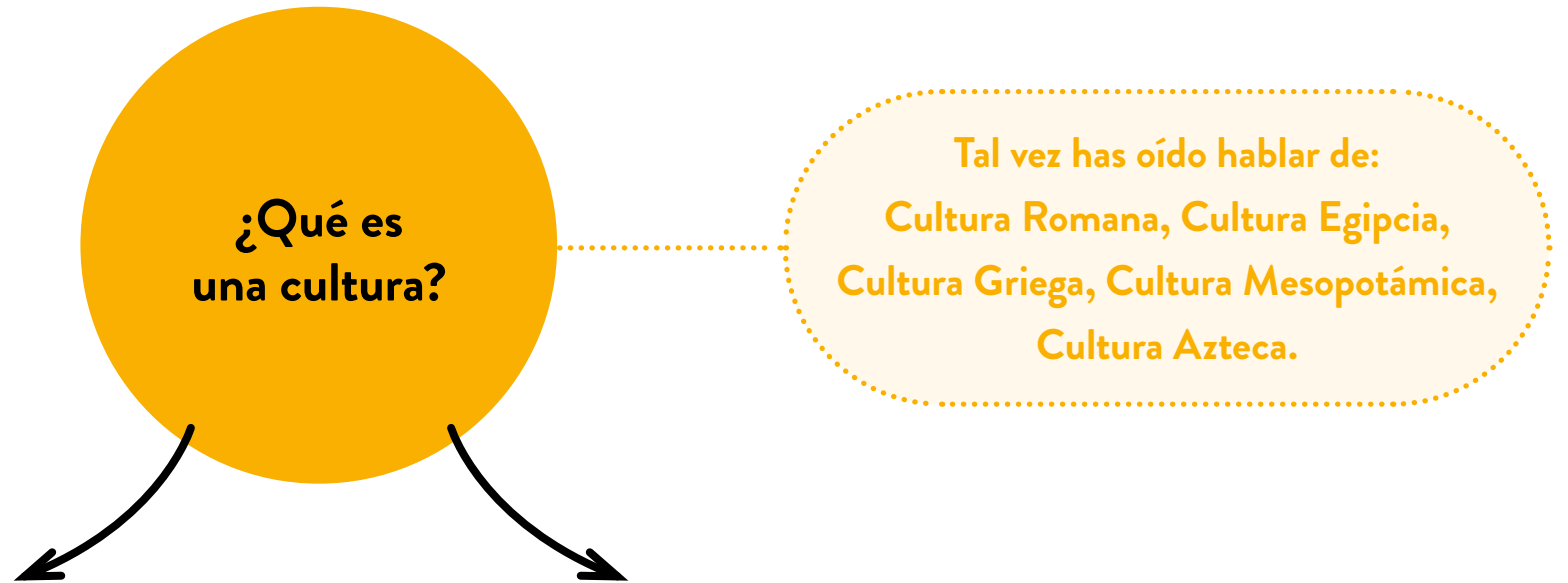 ¿Qué es
una cultura?
Tal vez has oído hablar de:
Cultura Romana, Cultura Egipcia,
Cultura Griega, Cultura Mesopotámica,
Cultura Azteca.